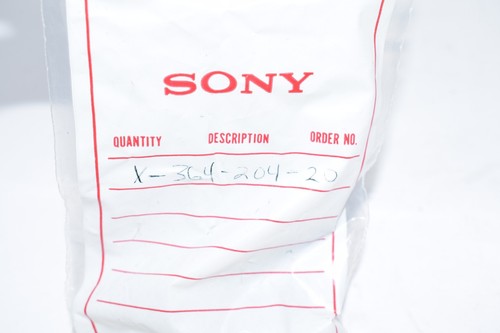 SONY
QUANTITY DESCRIPTION ORDER NO.
X-364-204-20